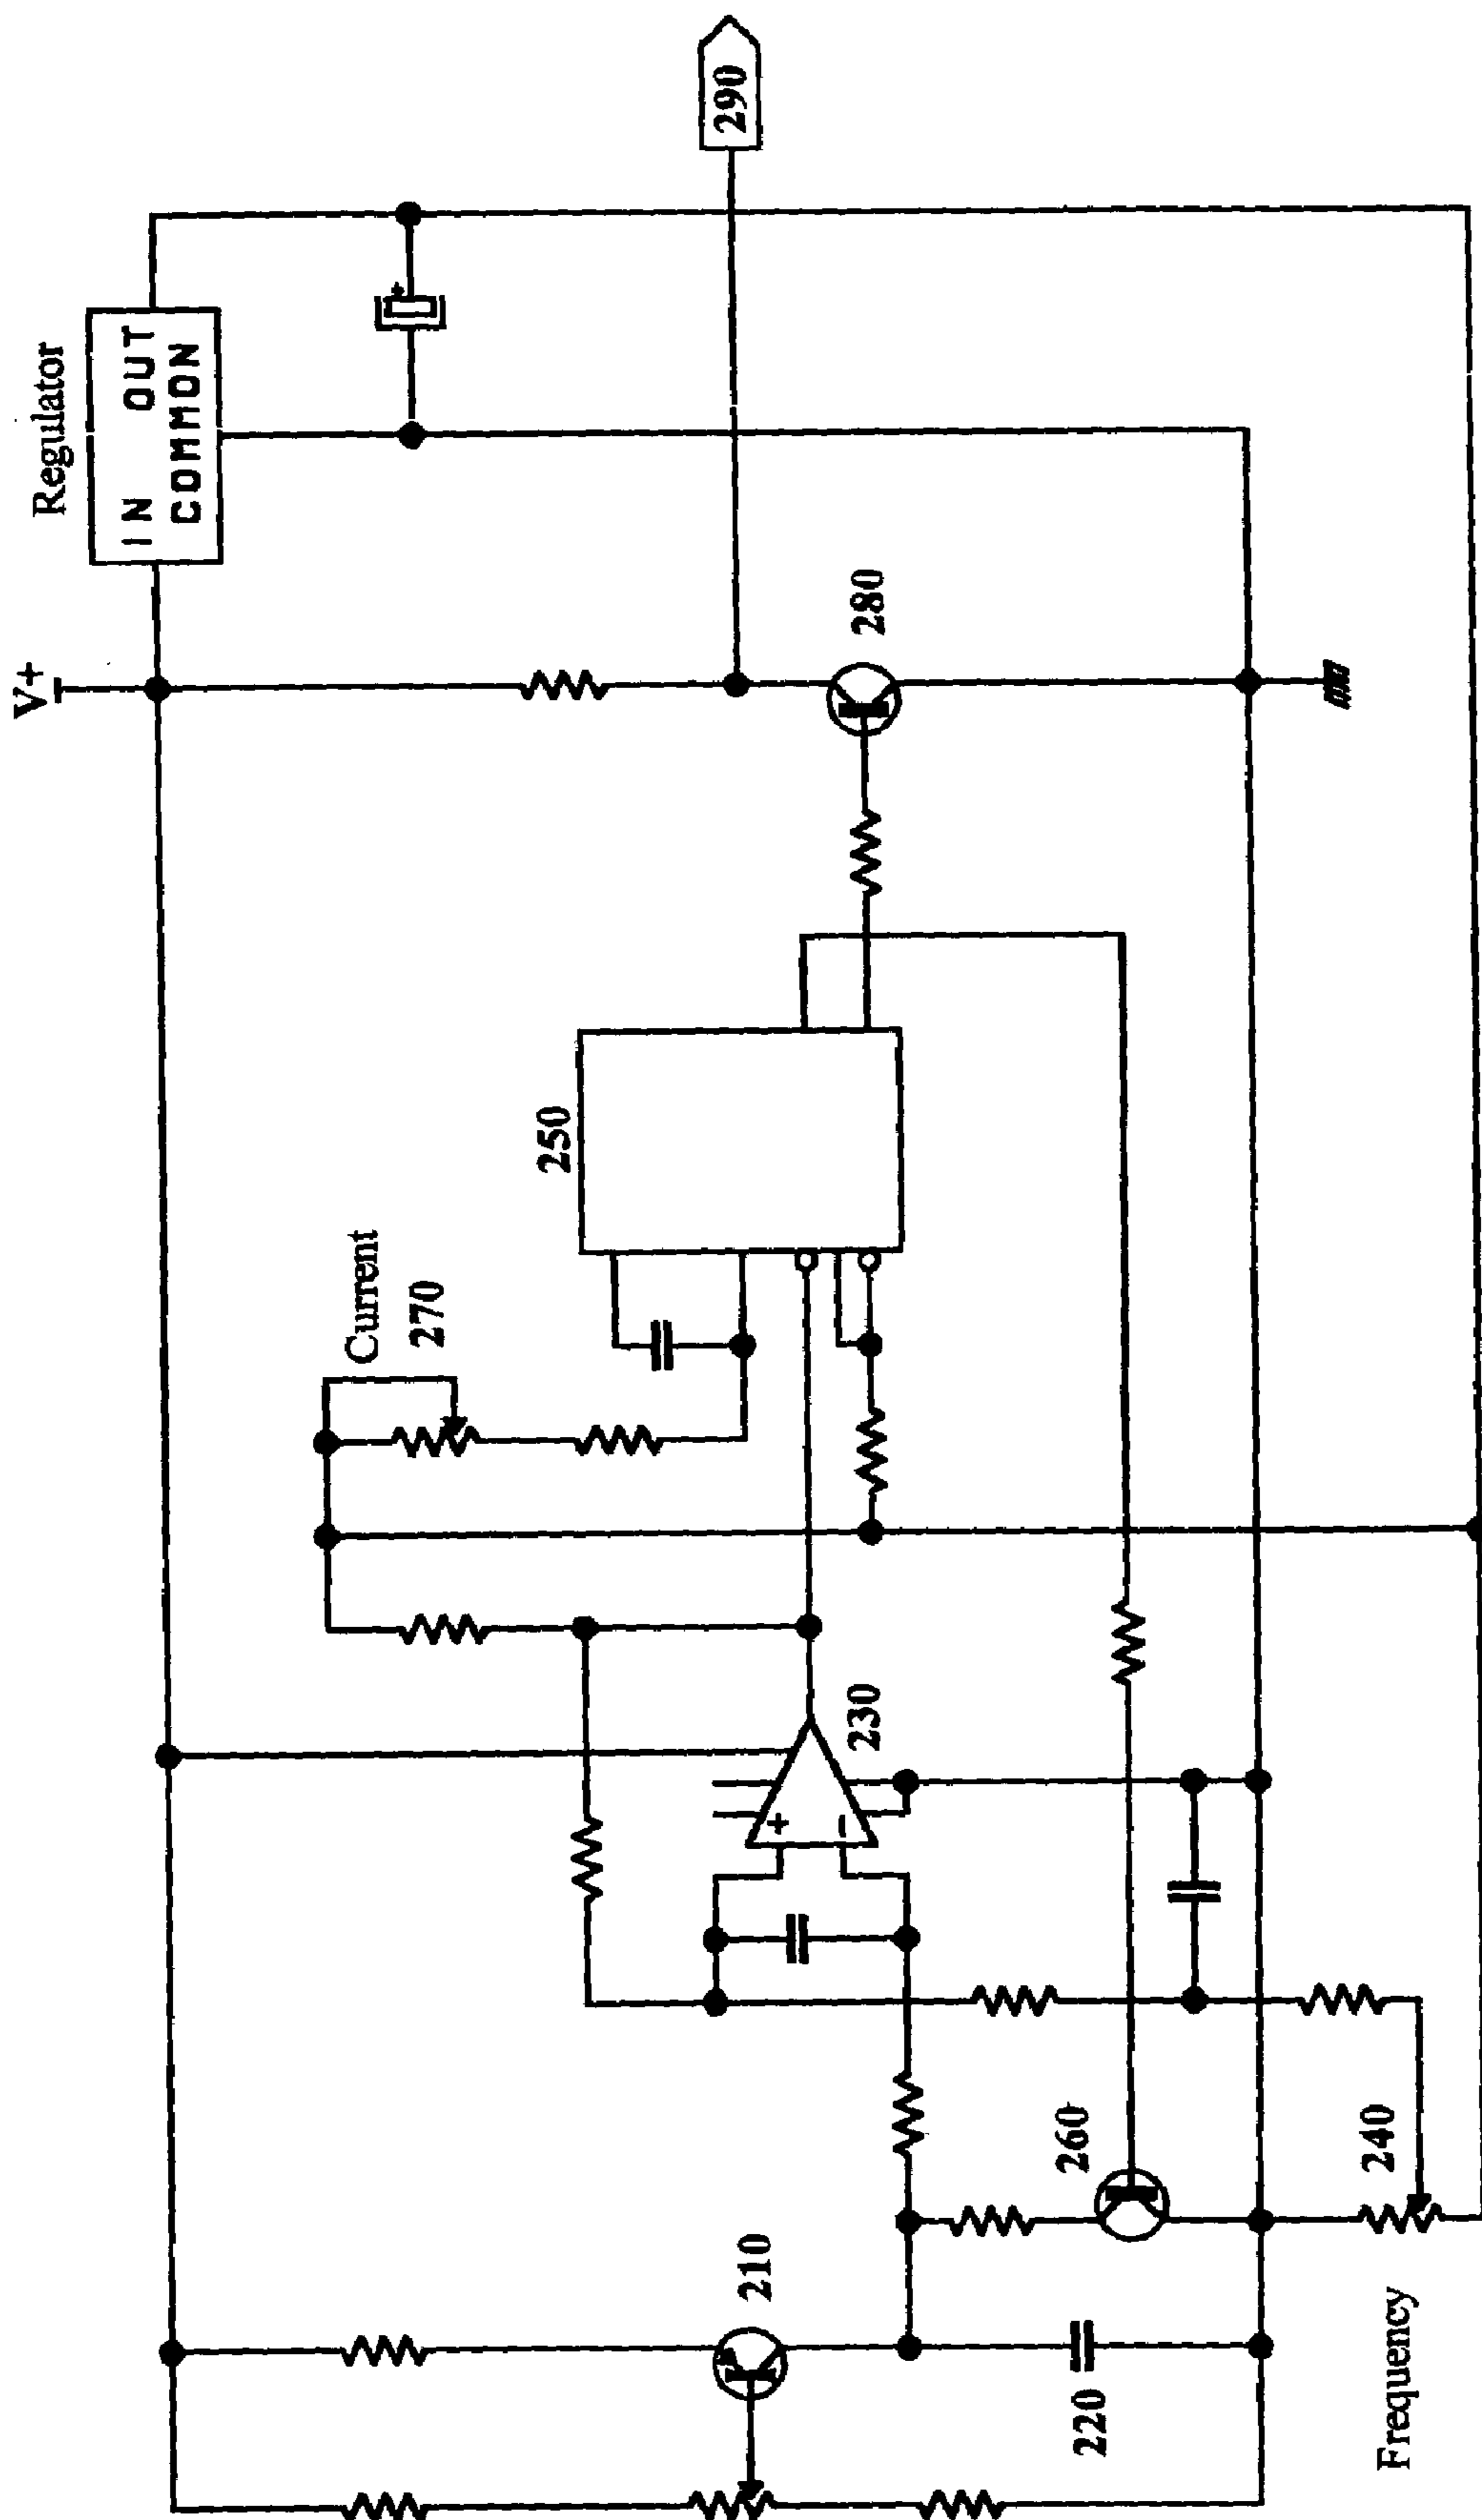 V+
Regulator
IN OUT
COMMON
290
280
Current
270
250
230
210
260
220
240
Frequency
+
−
+